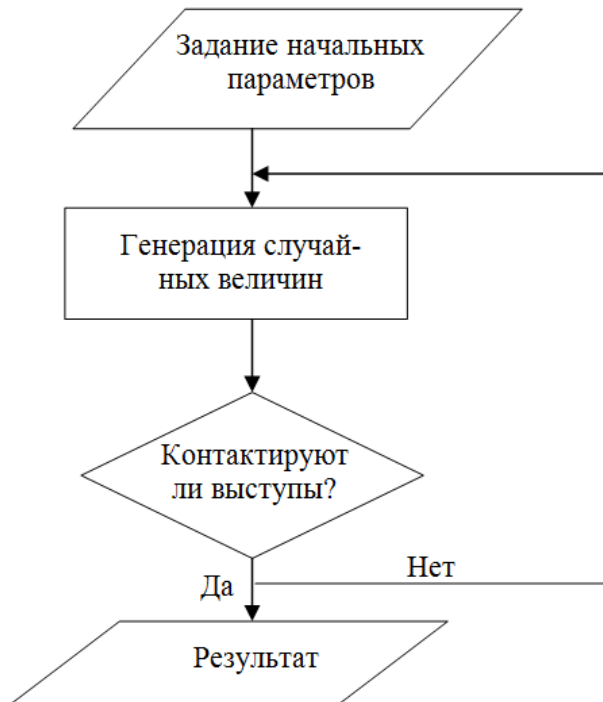 Задание начальных
параметров
Генерация случай-
ных величин
Контактируют
ли выступы?
Да
Нет
Результат